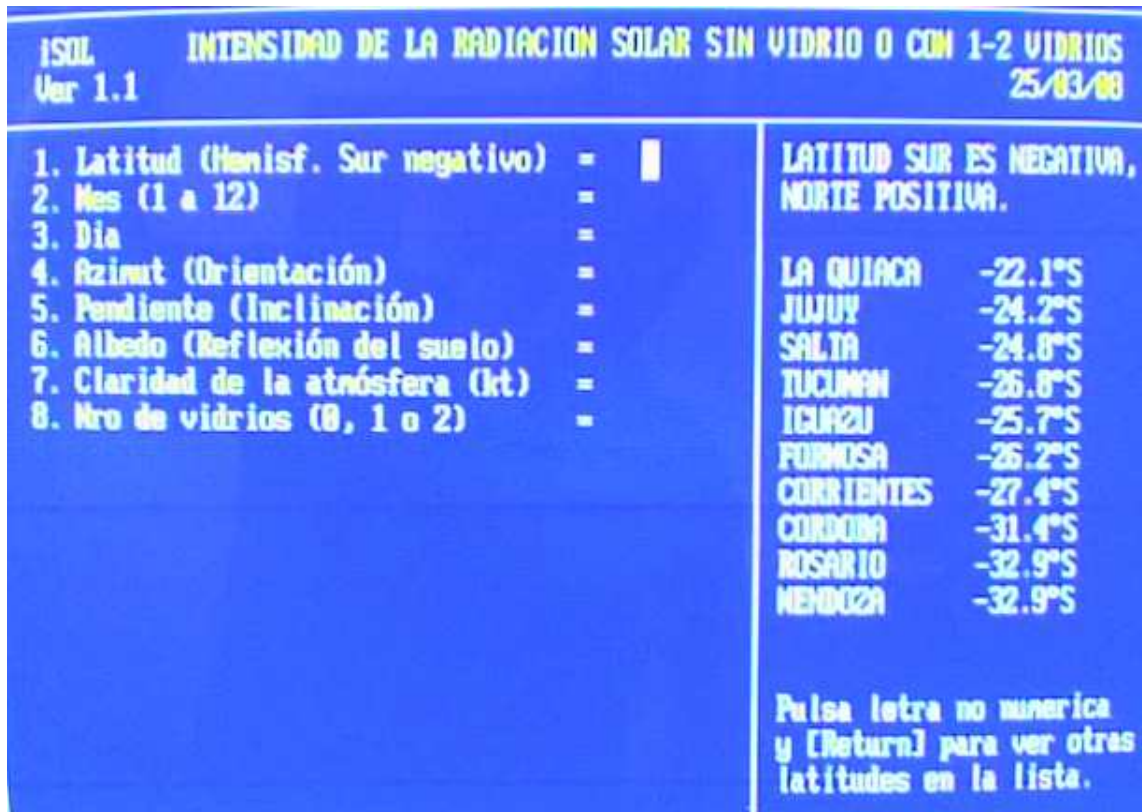 iSOL INTENSIDAD DE LA RADIACION SOLAR SIN VIDRIO O CON 1-2 VIDRIOS
Ver 1.1 25/03/08
1. Latitud (Hemisf. Sur negativo) =
2. Mes (1 a 12) =
3. Dia =
4. Azimut (Orientación) =
5. Pendiente (Inclinación) =
6. Albedo (Reflexión del suelo) =
7. Claridad de la atmósfera (kt) =
8. Nro de vidrios (0, 1 o 2) =
LATITUD SUR ES NEGATIVA,
NORTE POSITIVA.
LA QUIACA -22.1°S
JUJUY -24.2°S
SALTA -24.8°S
TUCUMAN -26.8°S
IGUAZU -25.7°S
FORMOSA -26.2°S
CORRIENTES -27.4°S
CORDOBA -31.4°S
ROSARIO -32.9°S
MENDOZA -32.9°S
Pulsa letra no numerica
y [Return] para ver otras
latitudes en la lista.